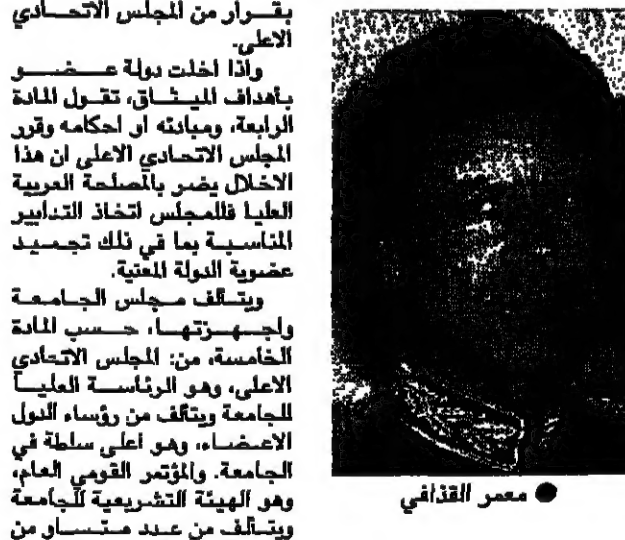 بقرار من المجلس الاتحادي
الاعلى.
واذا اخلت دولة عضو
بأهداف الميثاق، تقول المادة
الرابعة، ومبادئه او احكامه وقرر
المجلس الاتحادي الاعلى ان هذا
الاخلال يضر بالمصلحة العربية
العليا فللمجلس اتخاذ التدابير
المناسبة بما في ذلك تجميد
عضوية الدولة المعنية.
ويتألف مجلس الجامعة
واجهزتها، حسب المادة
الخامسة، من: المجلس الاتحادي
الاعلى، وهو الرئاسة العليا
للجامعة ويتألف من رؤساء الدول
الاعضاء، وهو اعلى سلطة في
الجامعة. والمؤتمر القومي العام،
وهو الهيئة التشريعية للجامعة
ويتألف من عدد متساو من
● معمر القذافي